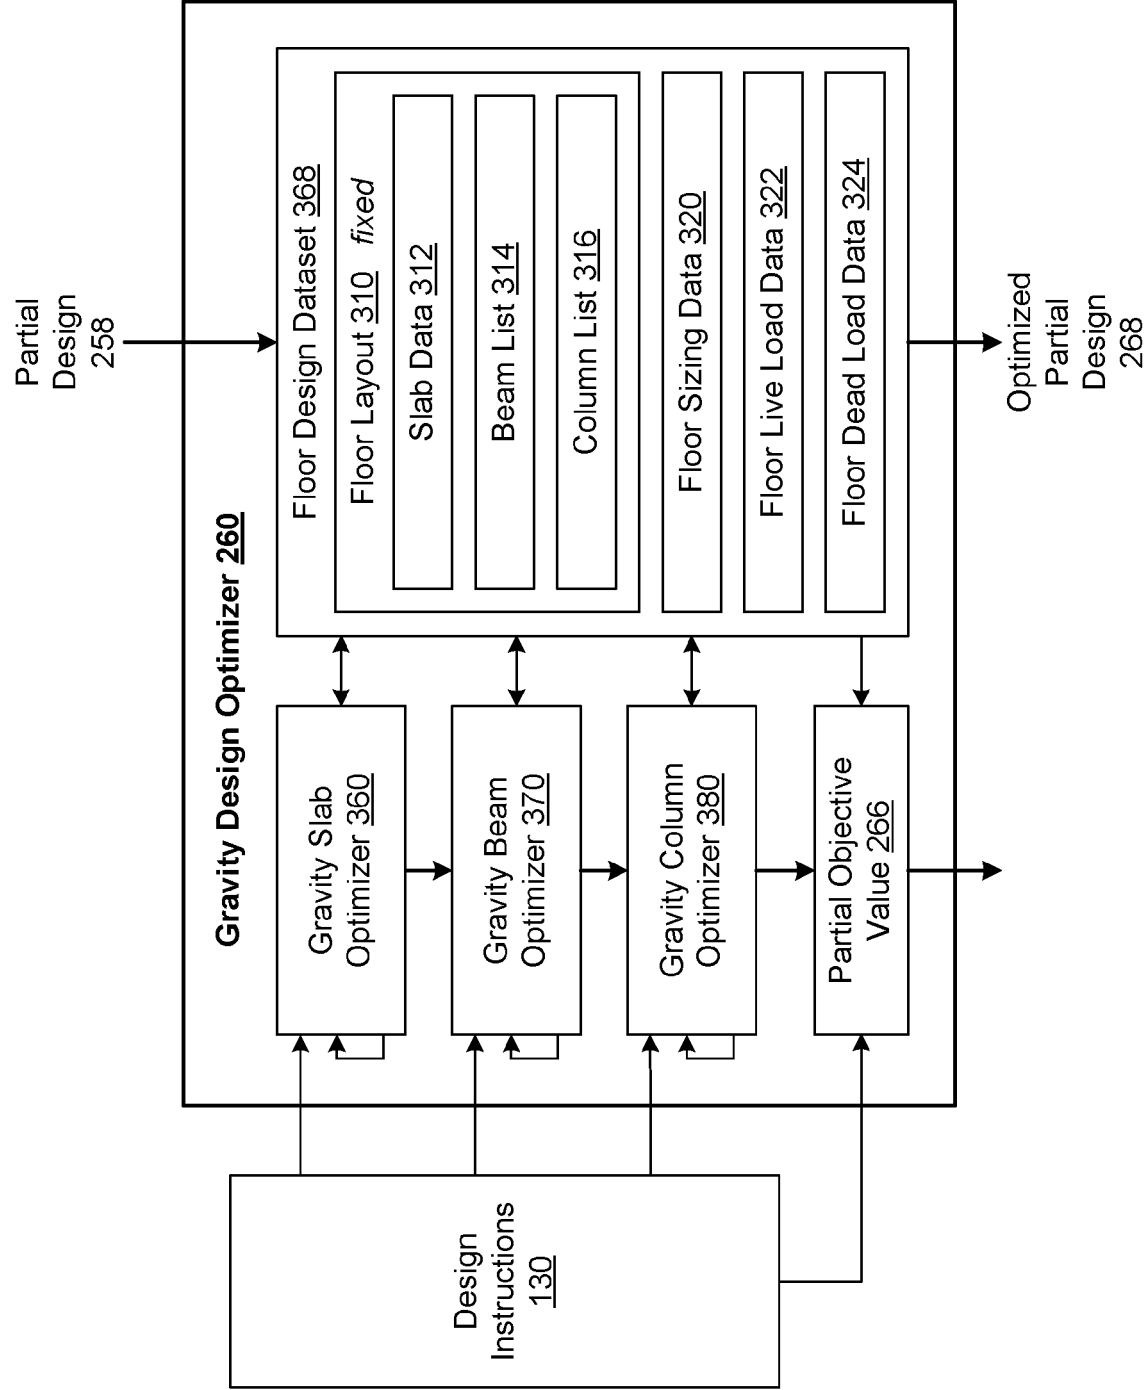 Gravity Design Optimizer 260
Partial
Design
258
Floor Design Dataset 368
Floor Layout 310 fixed
Slab Data 312
Beam List 314
Column List 316
Floor Sizing Data 320
Floor Live Load Data 322
Floor Dead Load Data 324
Optimized
Partial
Design
268
Gravity Slab
Optimizer 360
Gravity Beam
Optimizer 370
Gravity Column
Optimizer 380
Partial Objective
Value 266
Design
Instructions
130